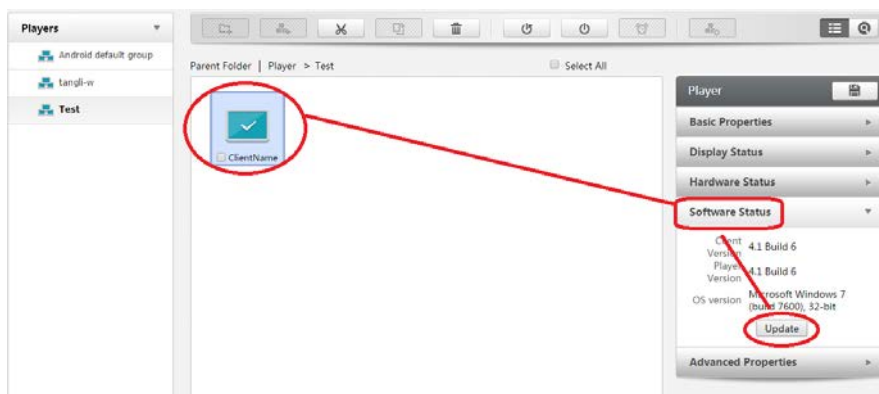 Players
Android default group
tangli-w
Test
Parent Folder | Player > Test
Select All
ClientName
Player
Basic Properties
Display Status
Hardware Status
Software Status
Client Version 4.1 Build 6
Player Version 4.1 Build 6
OS version Microsoft Windows 7
(build 7600), 32-bit
Update
Advanced Properties